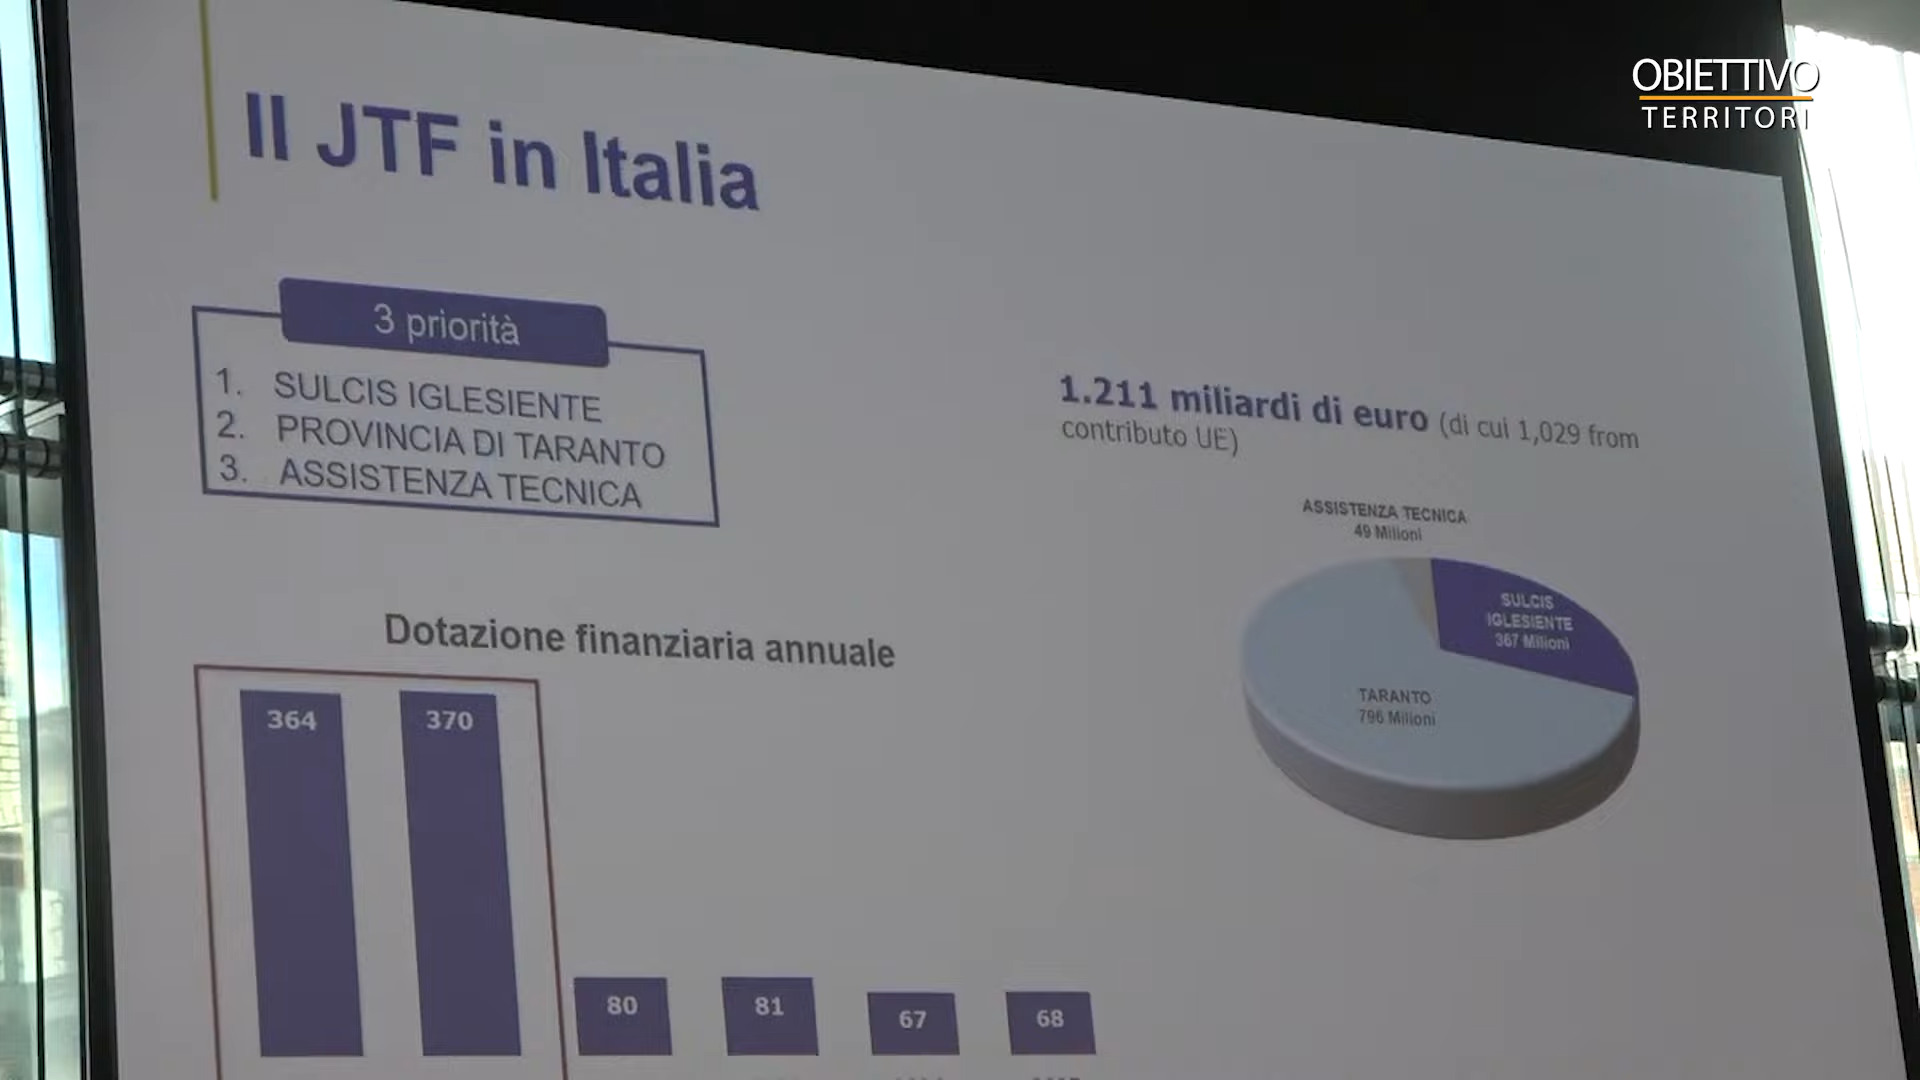 OBIETTIVO
TERRITORI
Il JTF in Italia
3 priorità
1. SULCIS IGLESIENTE
2. PROVINCIA DI TARANTO
3. ASSISTENZA TECNICA
1.211 miliardi di euro (di cui 1,029 from
contributo UE)
ASSISTENZA TECNICA
49 Milioni
SULCIS
IGLESIENTE
367 Milioni
TARANTO
796 Milioni
Dotazione finanziaria annuale
364
370
80
81
67
68